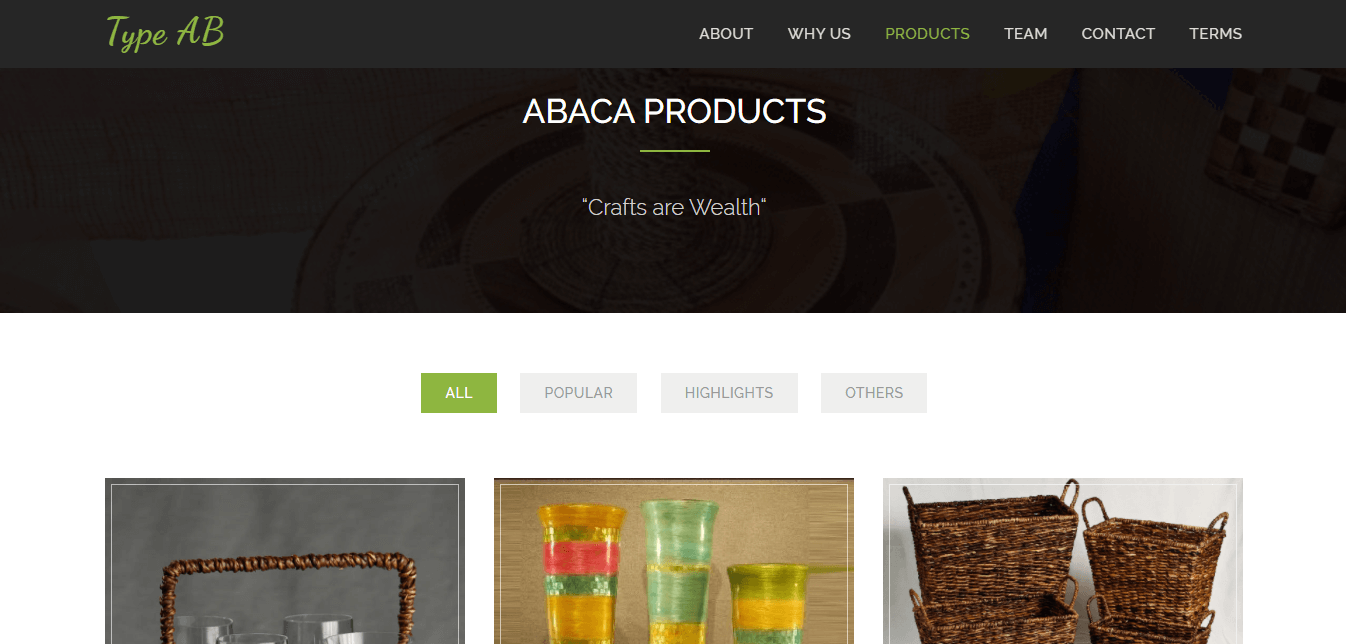 Type AB
ABOUT WHY US PRODUCTS TEAM CONTACT TERMS
ABACA PRODUCTS
“Crafts are Wealth“
ALL POPULAR HIGHLIGHTS OTHERS